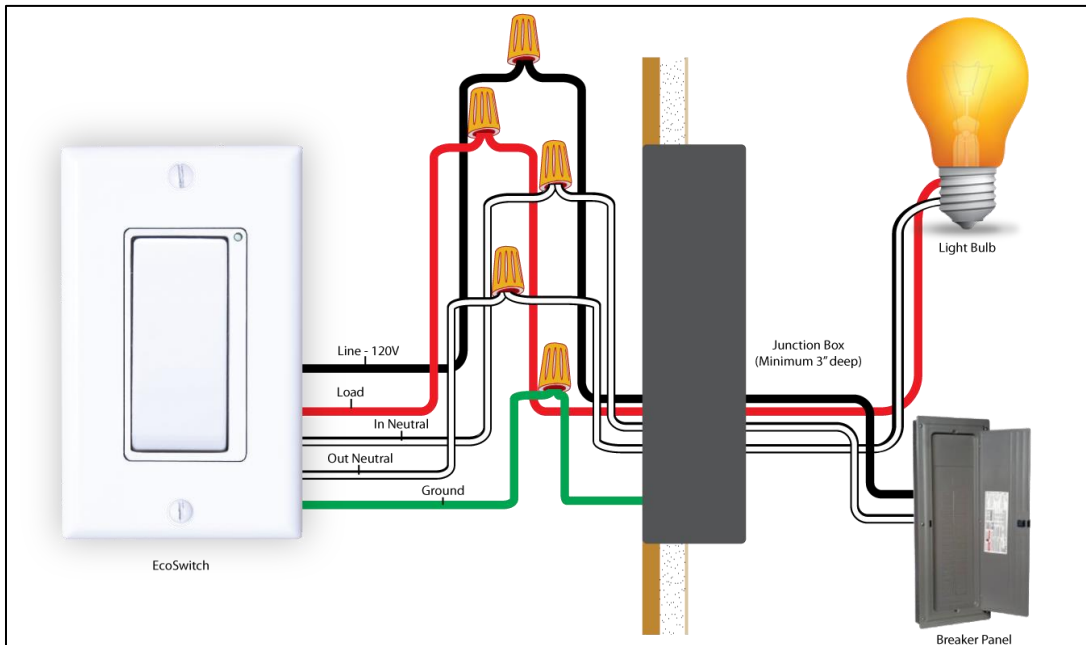 Light Bulb
Line - 120V
Junction Box
(Minimum 3" deep)
Load
In Neutral
Out Neutral
Ground
EcoSwitch
Breaker Panel